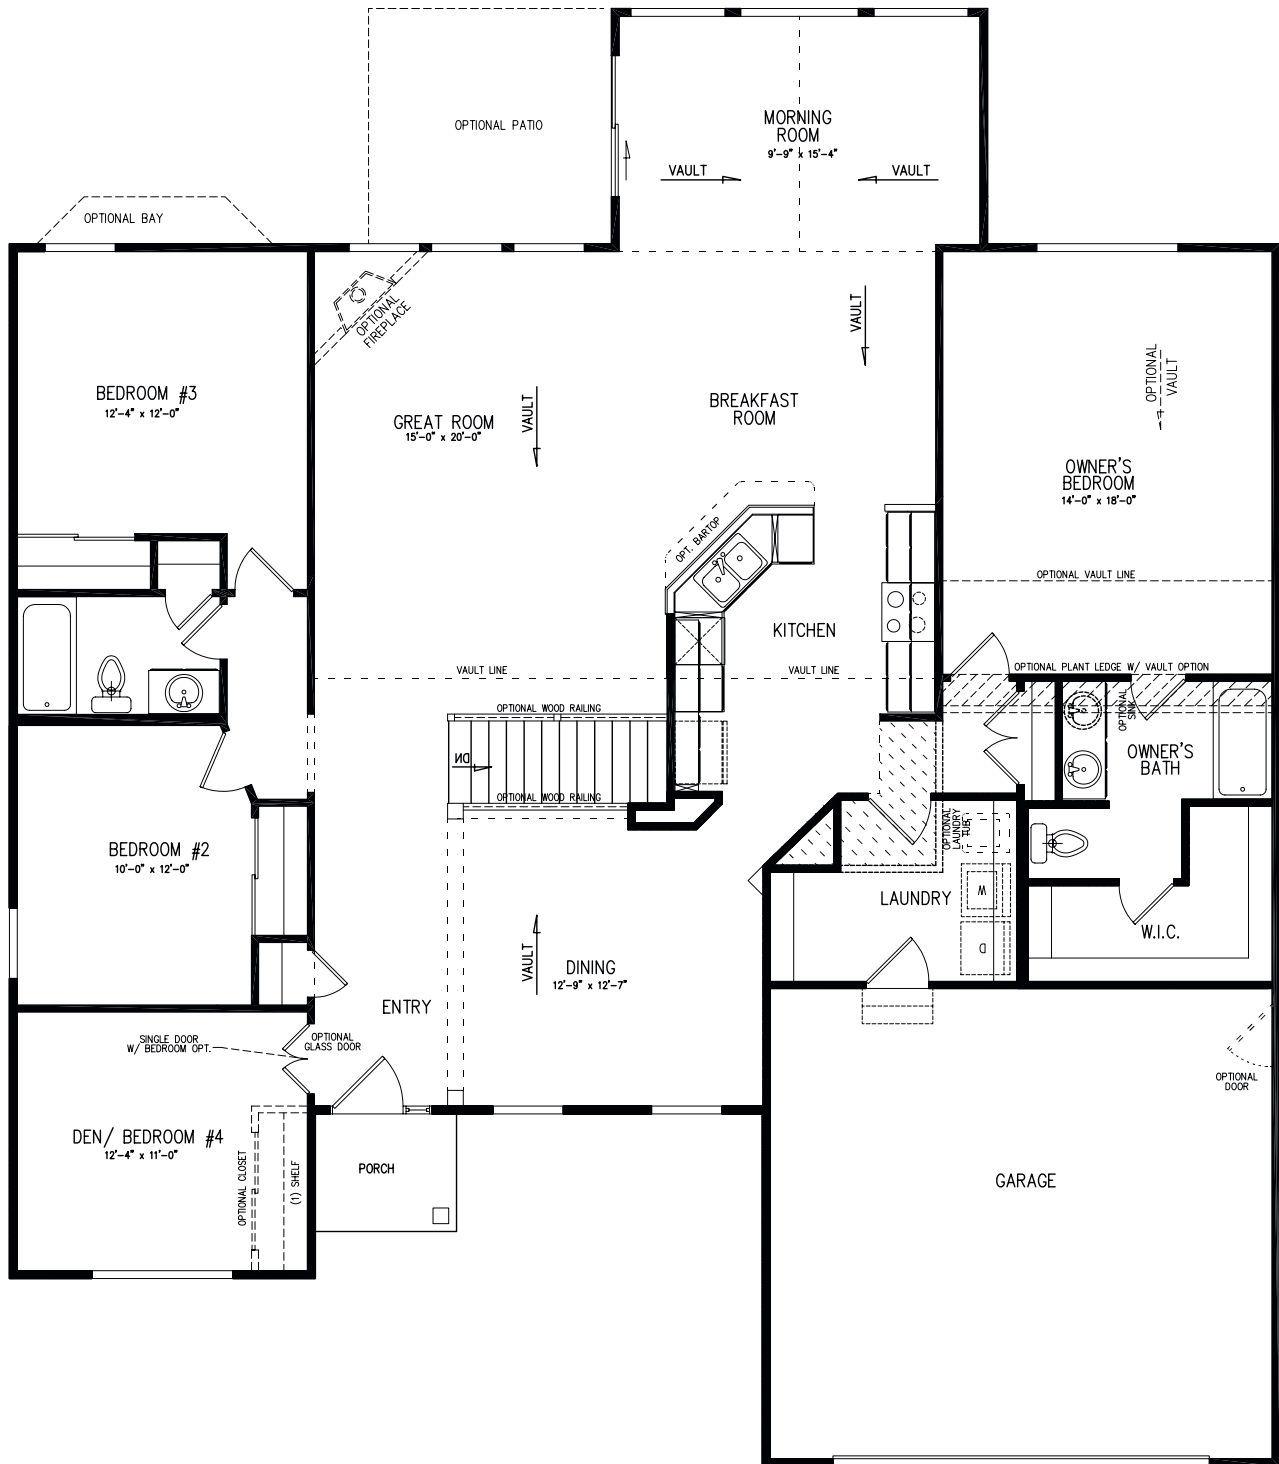 OPTIONAL PATIO
MORNING
ROOM
9'-9" x 15'-4"
VAULT
VAULT
OPTIONAL BAY
OPTIONAL
FIREPLACE
VAULT
OPTIONAL
VAULT
BEDROOM #3
12'-4" x 12'-0"
GREAT ROOM
15'-0" x 20'-0"
VAULT
BREAKFAST
ROOM
OWNER'S
BEDROOM
14'-0" x 18'-0"
OPT. BARTOP
OPTIONAL VAULT LINE
KITCHEN
VAULT LINE
VAULT LINE
OPTIONAL PLANT LEDGE W/ VAULT OPTION
OPTIONAL WOOD RAILING
DN
OPTIONAL WOOD RAILING
OPTIONAL
SINK
OWNER'S
BATH
BEDROOM #2
10'-0" x 12'-0"
OPTIONAL
LAUNDRY
TUB
LAUNDRY
W
D
W.I.C.
VAULT
DINING
12'-9" x 12'-7"
ENTRY
SINGLE DOOR
W/ BEDROOM OPT.
OPTIONAL
GLASS DOOR
OPTIONAL
DOOR
DEN/ BEDROOM #4
12'-4" x 11'-0"
OPTIONAL CLOSET
(1) SHELF
PORCH
GARAGE